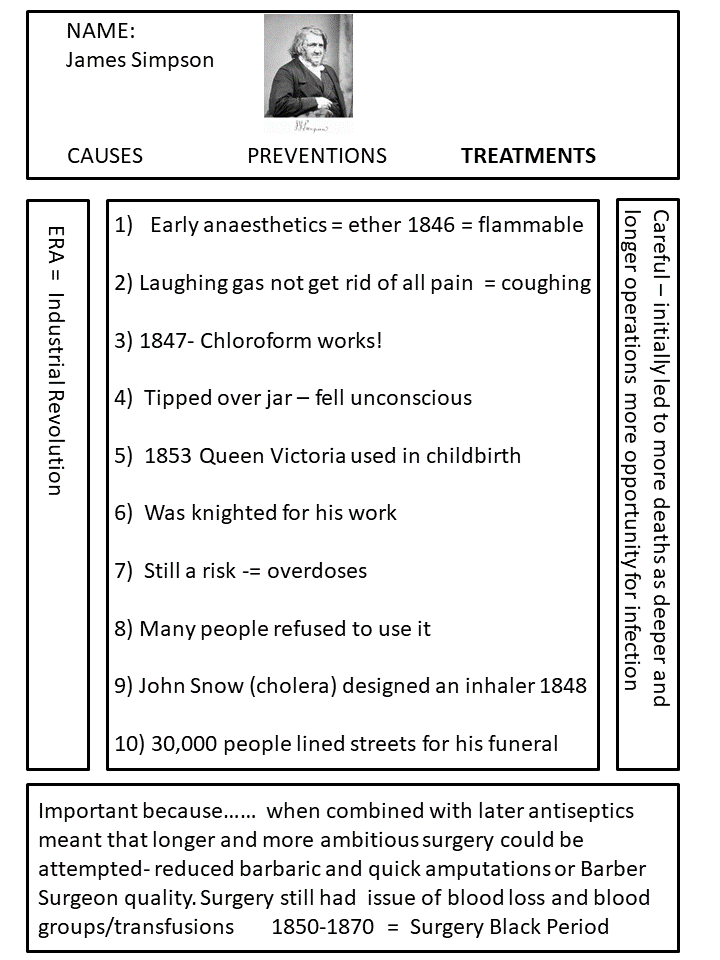 NAME:
James Simpson
CAUSES PREVENTIONS TREATMENTS
ERA = Industrial Revolution
1) Early anaesthetics = ether 1846 = flammable
2) Laughing gas not get rid of all pain = coughing
3) 1847- Chloroform works!
4) Tipped over jar – fell unconscious
5) 1853 Queen Victoria used in childbirth
6) Was knighted for his work
7) Still a risk -= overdoses
8) Many people refused to use it
9) John Snow (cholera) designed an inhaler 1848
10) 30,000 people lined streets for his funeral
Careful – initially led to more deaths as deeper and
longer operations more opportunity for infection
Important because...... when combined with later antiseptics
meant that longer and more ambitious surgery could be
attempted- reduced barbaric and quick amputations or Barber
Surgeon quality. Surgery still had issue of blood loss and blood
groups/transfusions 1850-1870 = Surgery Black Period